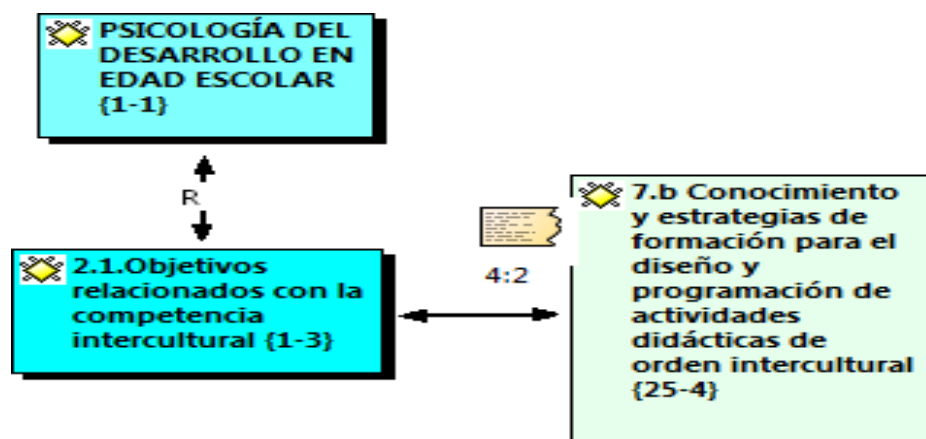 PSICOLOGÍA DEL
DESARROLLO EN
EDAD ESCOLAR
{1-1}
R
2.1.Objetivos
relacionados con la
competencia
intercultural {1-3}
4:2
7.b Conocimiento
y estrategias de
formación para el
diseño y
programación de
actividades
didácticas de
orden intercultural
{25-4}